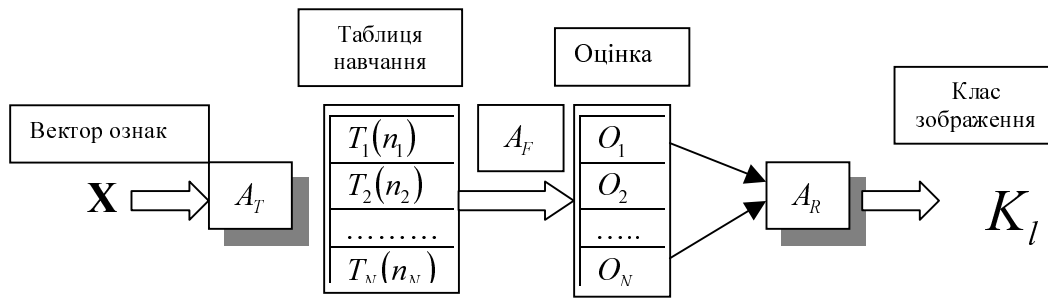 Вектор ознак
X
A_T
Таблиця
навчання
T_1(n_1)
T_2(n_2)
.........
T_N(n_N)
A_F
Оцінка
O_1
O_2
.....
O_N
A_R
Клас
зображення
K_l